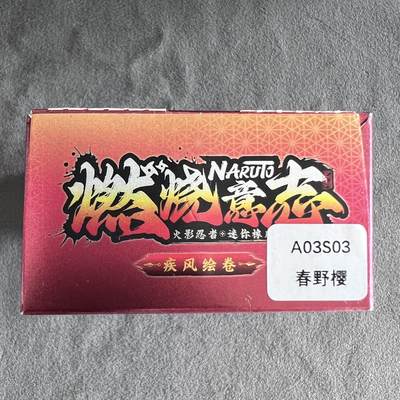 NARUTO
燃烧意志
火影忍者+迷你橡
疾风绘卷
A03S03
春野樱